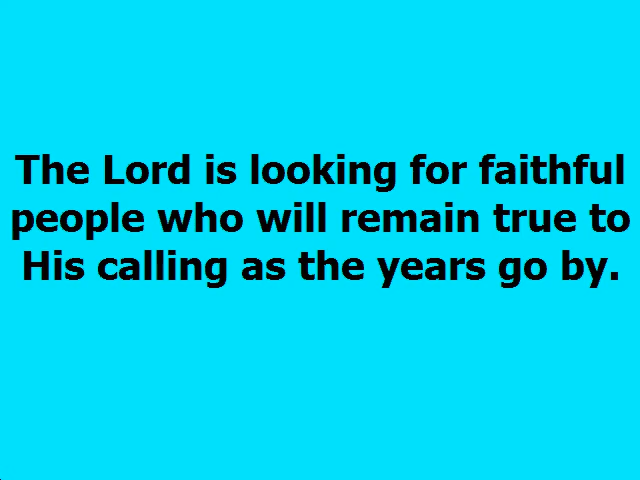 The Lord is looking for faithful
people who will remain true to
His calling as the years go by.